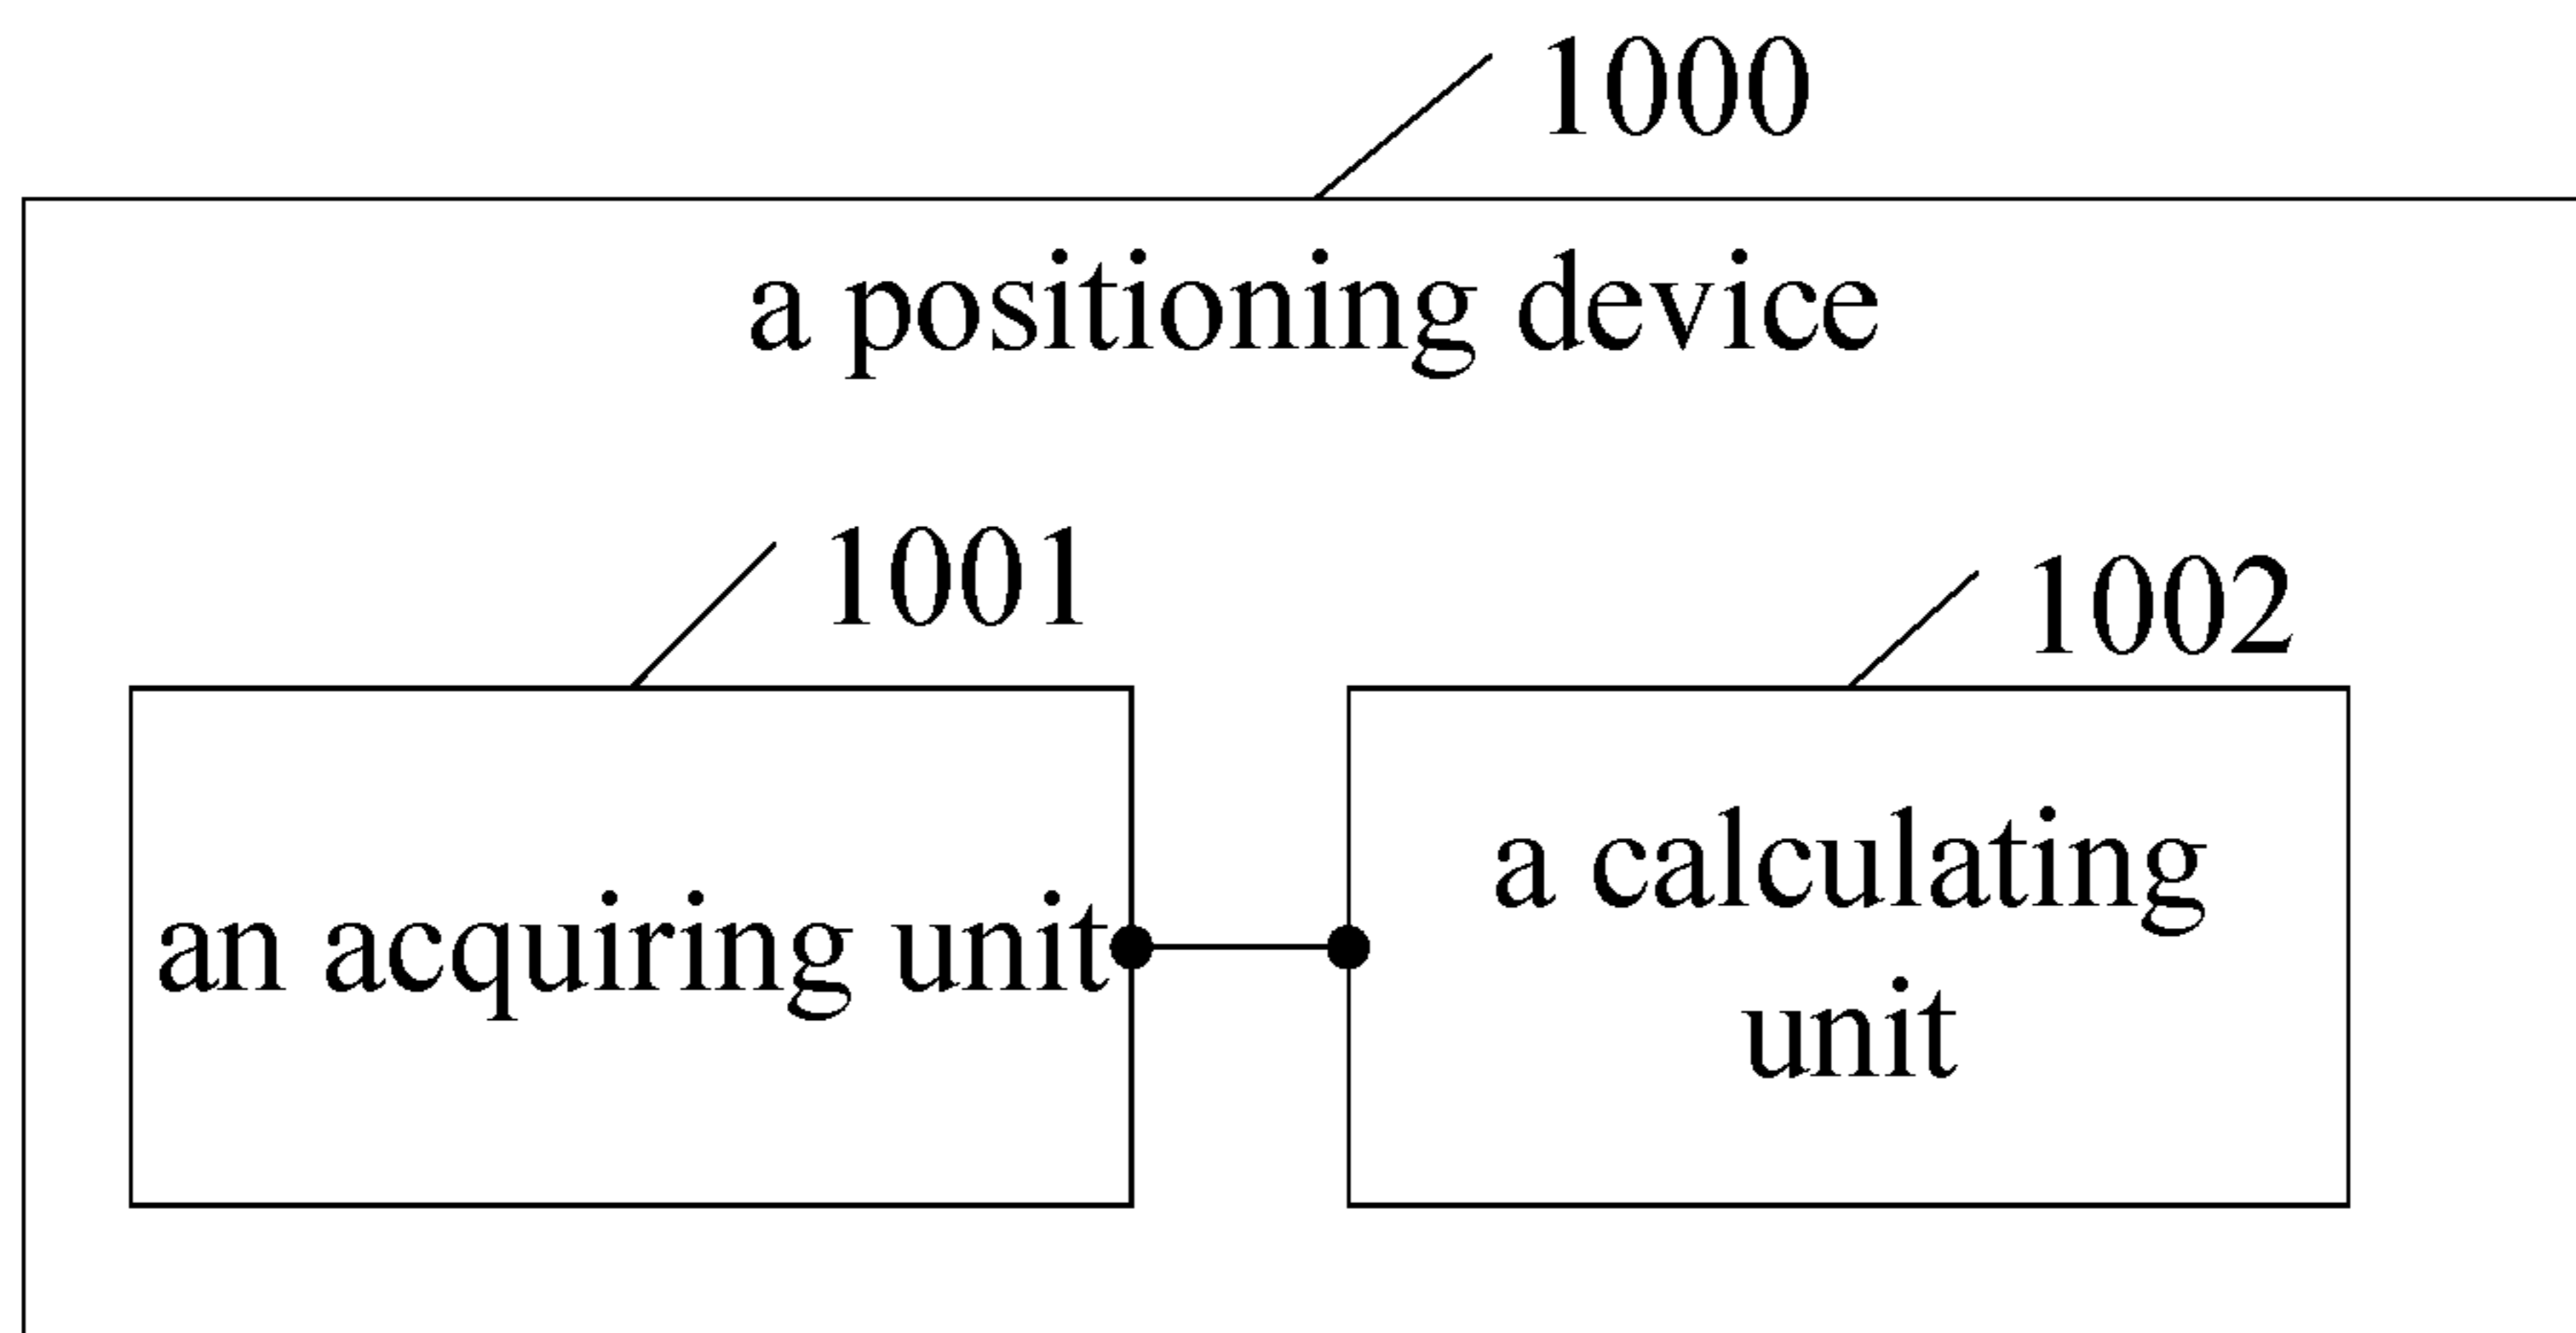 1000
a positioning device
1001
1002
an acquiring unit
a calculating
unit